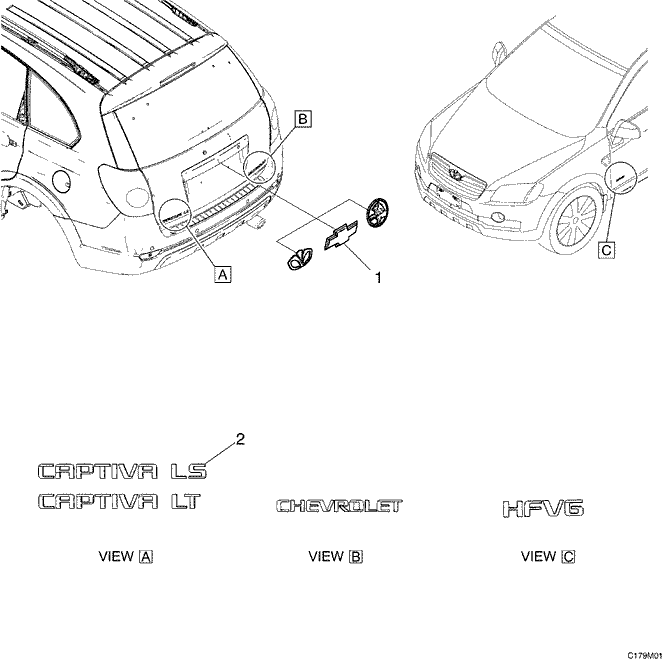 B
A
1
C
2
CAPTIVA LS
CAPTIVA LT
CHEVROLET
HFV6
VIEW A
VIEW B
VIEW C
C179M01